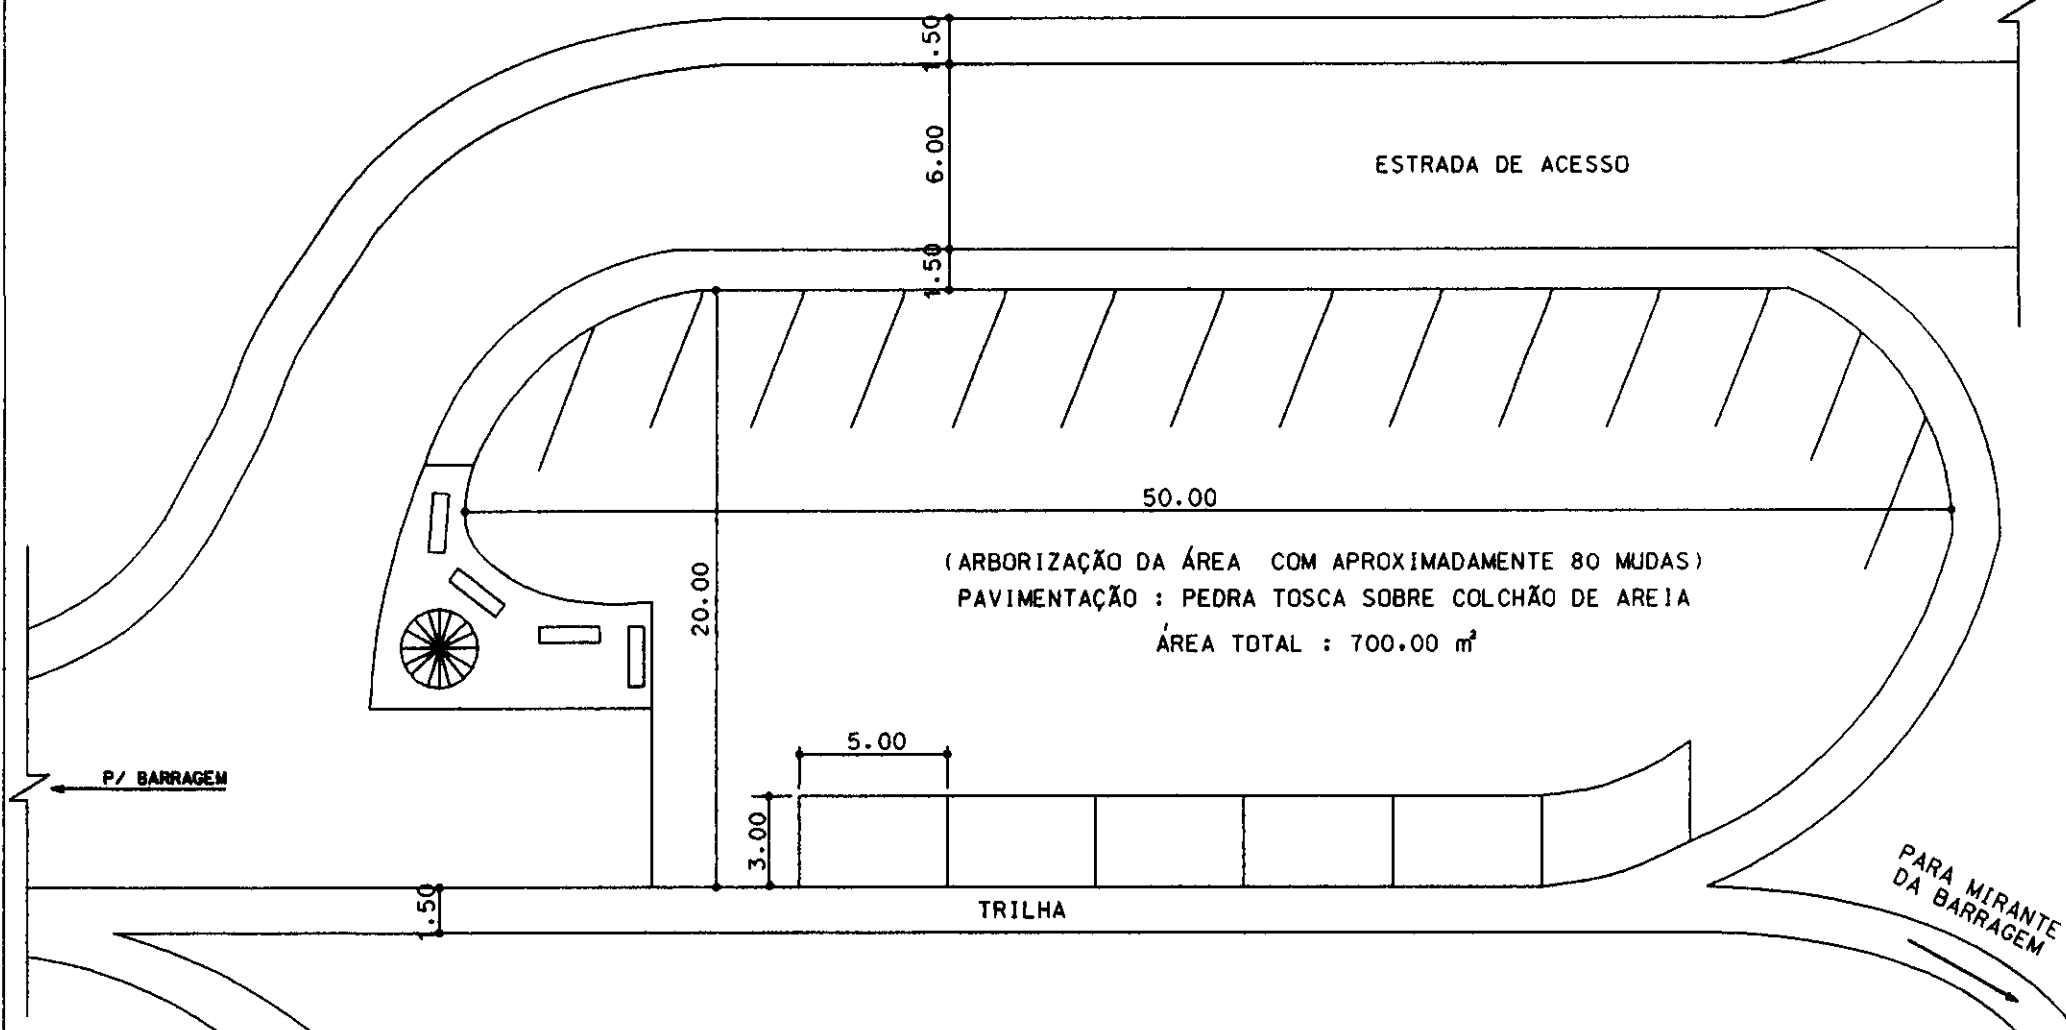 1.50
6.00
ESTRADA DE ACESSO
1.50
50.00
(ARBORIZAÇÃO DA ÁREA COM APROXIMADAMENTE 80 MUDAS)
PAVIMENTAÇÃO : PEDRA TOSCA SOBRE COLCHÃO DE AREIA
ÁREA TOTAL : 700.00 m²
20.00
5.00
P/ BARRAGEM
3.00
PARA MIRANTE
DA BARRAGEM
1.50
TRILHA